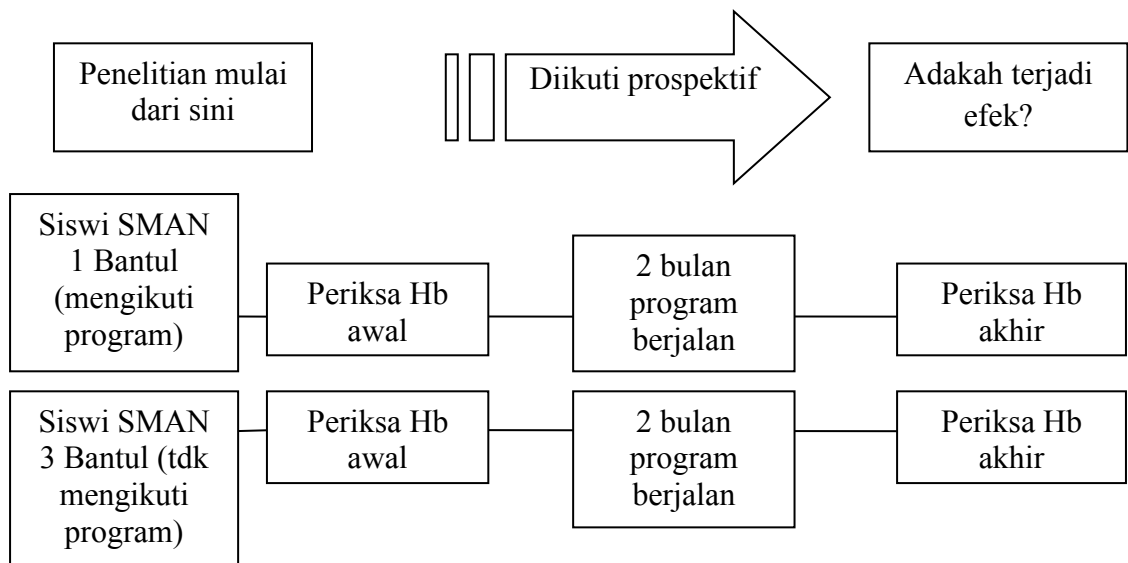 Penelitian mulai
dari sini
Diikuti prospektif
Adakah terjadi
efek?
Siswi SMAN
1 Bantul
(mengikuti
program)
Periksa Hb
awal
2 bulan
program
berjalan
Periksa Hb
akhir
Siswi SMAN
3 Bantul (tdk
mengikuti
program)
Periksa Hb
awal
2 bulan
program
berjalan
Periksa Hb
akhir